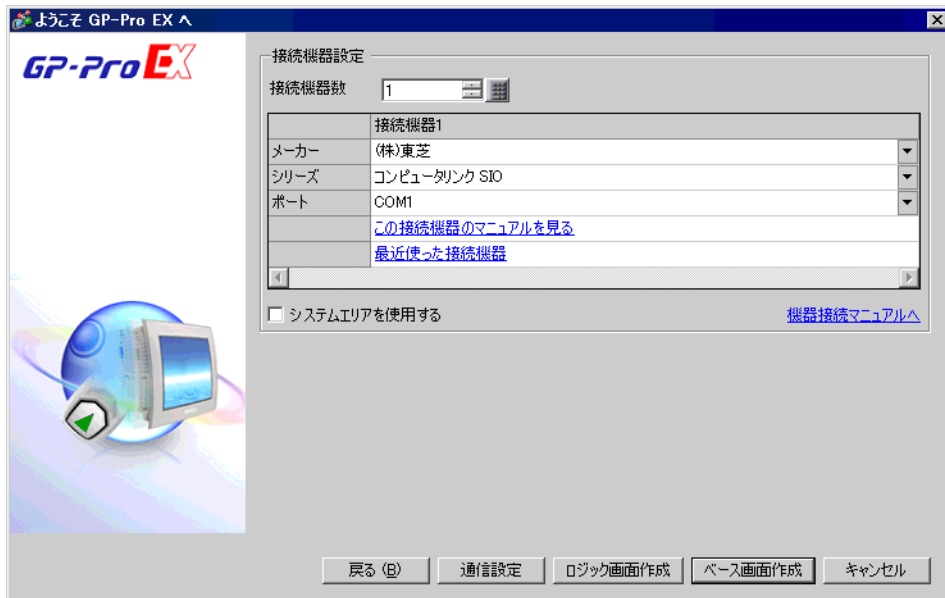 ようこそ GP-Pro EX へ
GP-Pro EX
接続機器設定
接続機器数 1
接続機器1
メーカー (株)東芝
シリーズ コンピュータリンク SIO
ポート COM1
この接続機器のマニュアルを見る
最近使った接続機器
システムエリアを使用する 機器接続マニュアルへ
戻る (B) 通信設定 ロジック画面作成 ベース画面作成 キャンセル